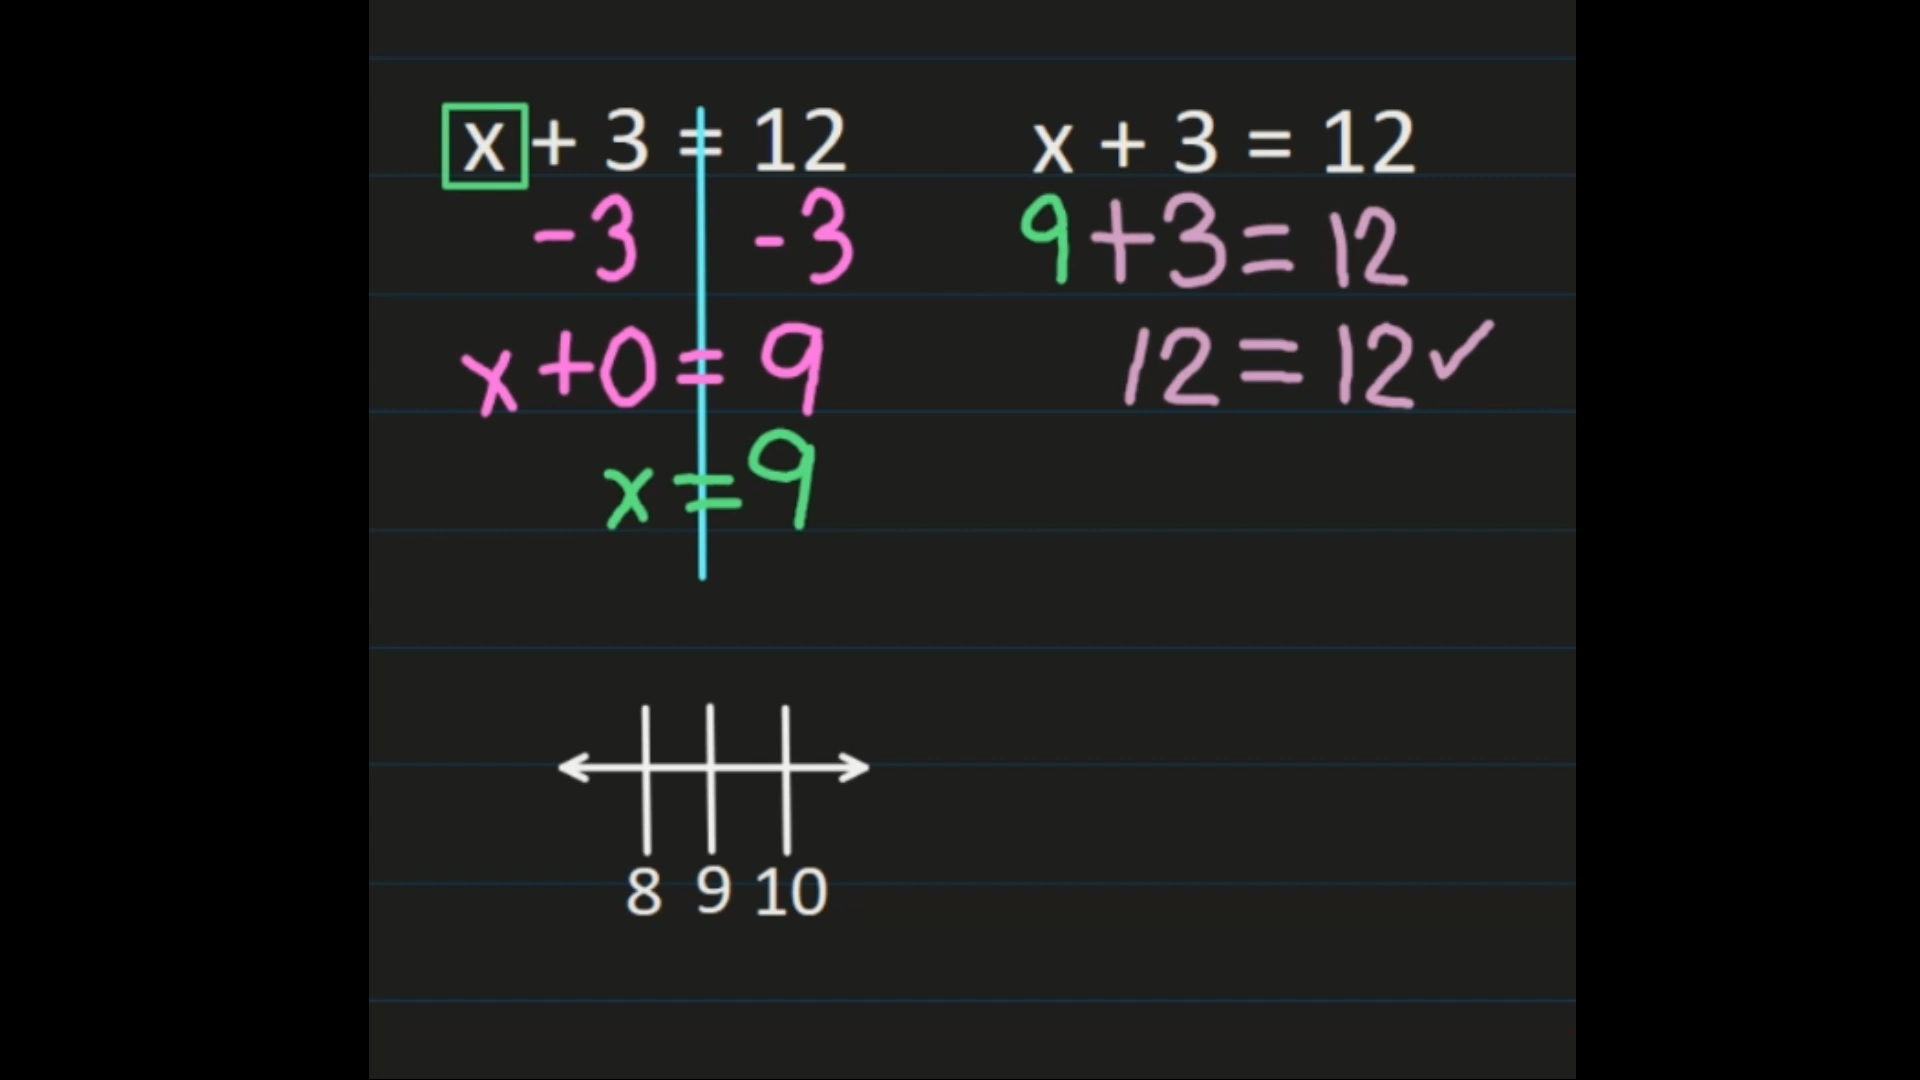 x + 3 = 12
-3 -3
x + 0 = 9
x = 9
x + 3 = 12
9 + 3 = 12
12 = 12 ✓
8 9 10